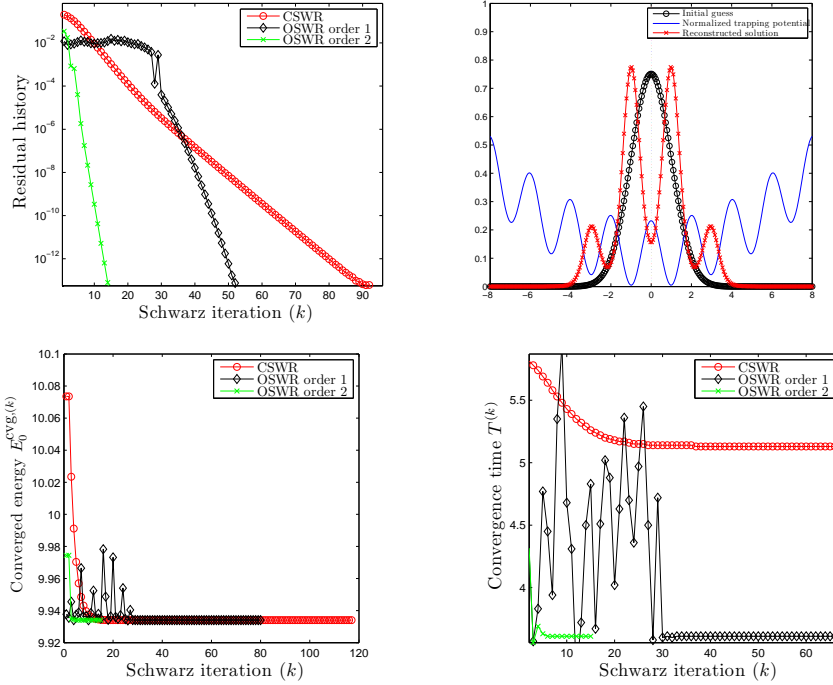 CSWR
OSWR order 1
OSWR order 2
10^-2
10^-4
10^-6
10^-8
10^-10
10^-12
Residual history
10 20 30 40 50 60 70 80 90
Schwarz iteration (k)
Initial guess
Normalized trapping potential
Reconstructed solution
1
0.9
0.8
0.7
0.6
0.5
0.4
0.3
0.2
0.1
0
−8 −6 −4 −2 0 2 4 6 8
CSWR
OSWR order 1
OSWR order 2
10.1
10.08
10.06
10.04
10.02
10
9.98
9.96
9.94
9.92
Converged energy E_0^{cvg,(k)}
0 20 40 60 80 100 120
Schwarz iteration (k)
CSWR
OSWR order 1
OSWR order 2
5.5
5
4.5
4
Convergence time T^{(k)}
10 20 30 40 50 60
Schwarz iteration (k)